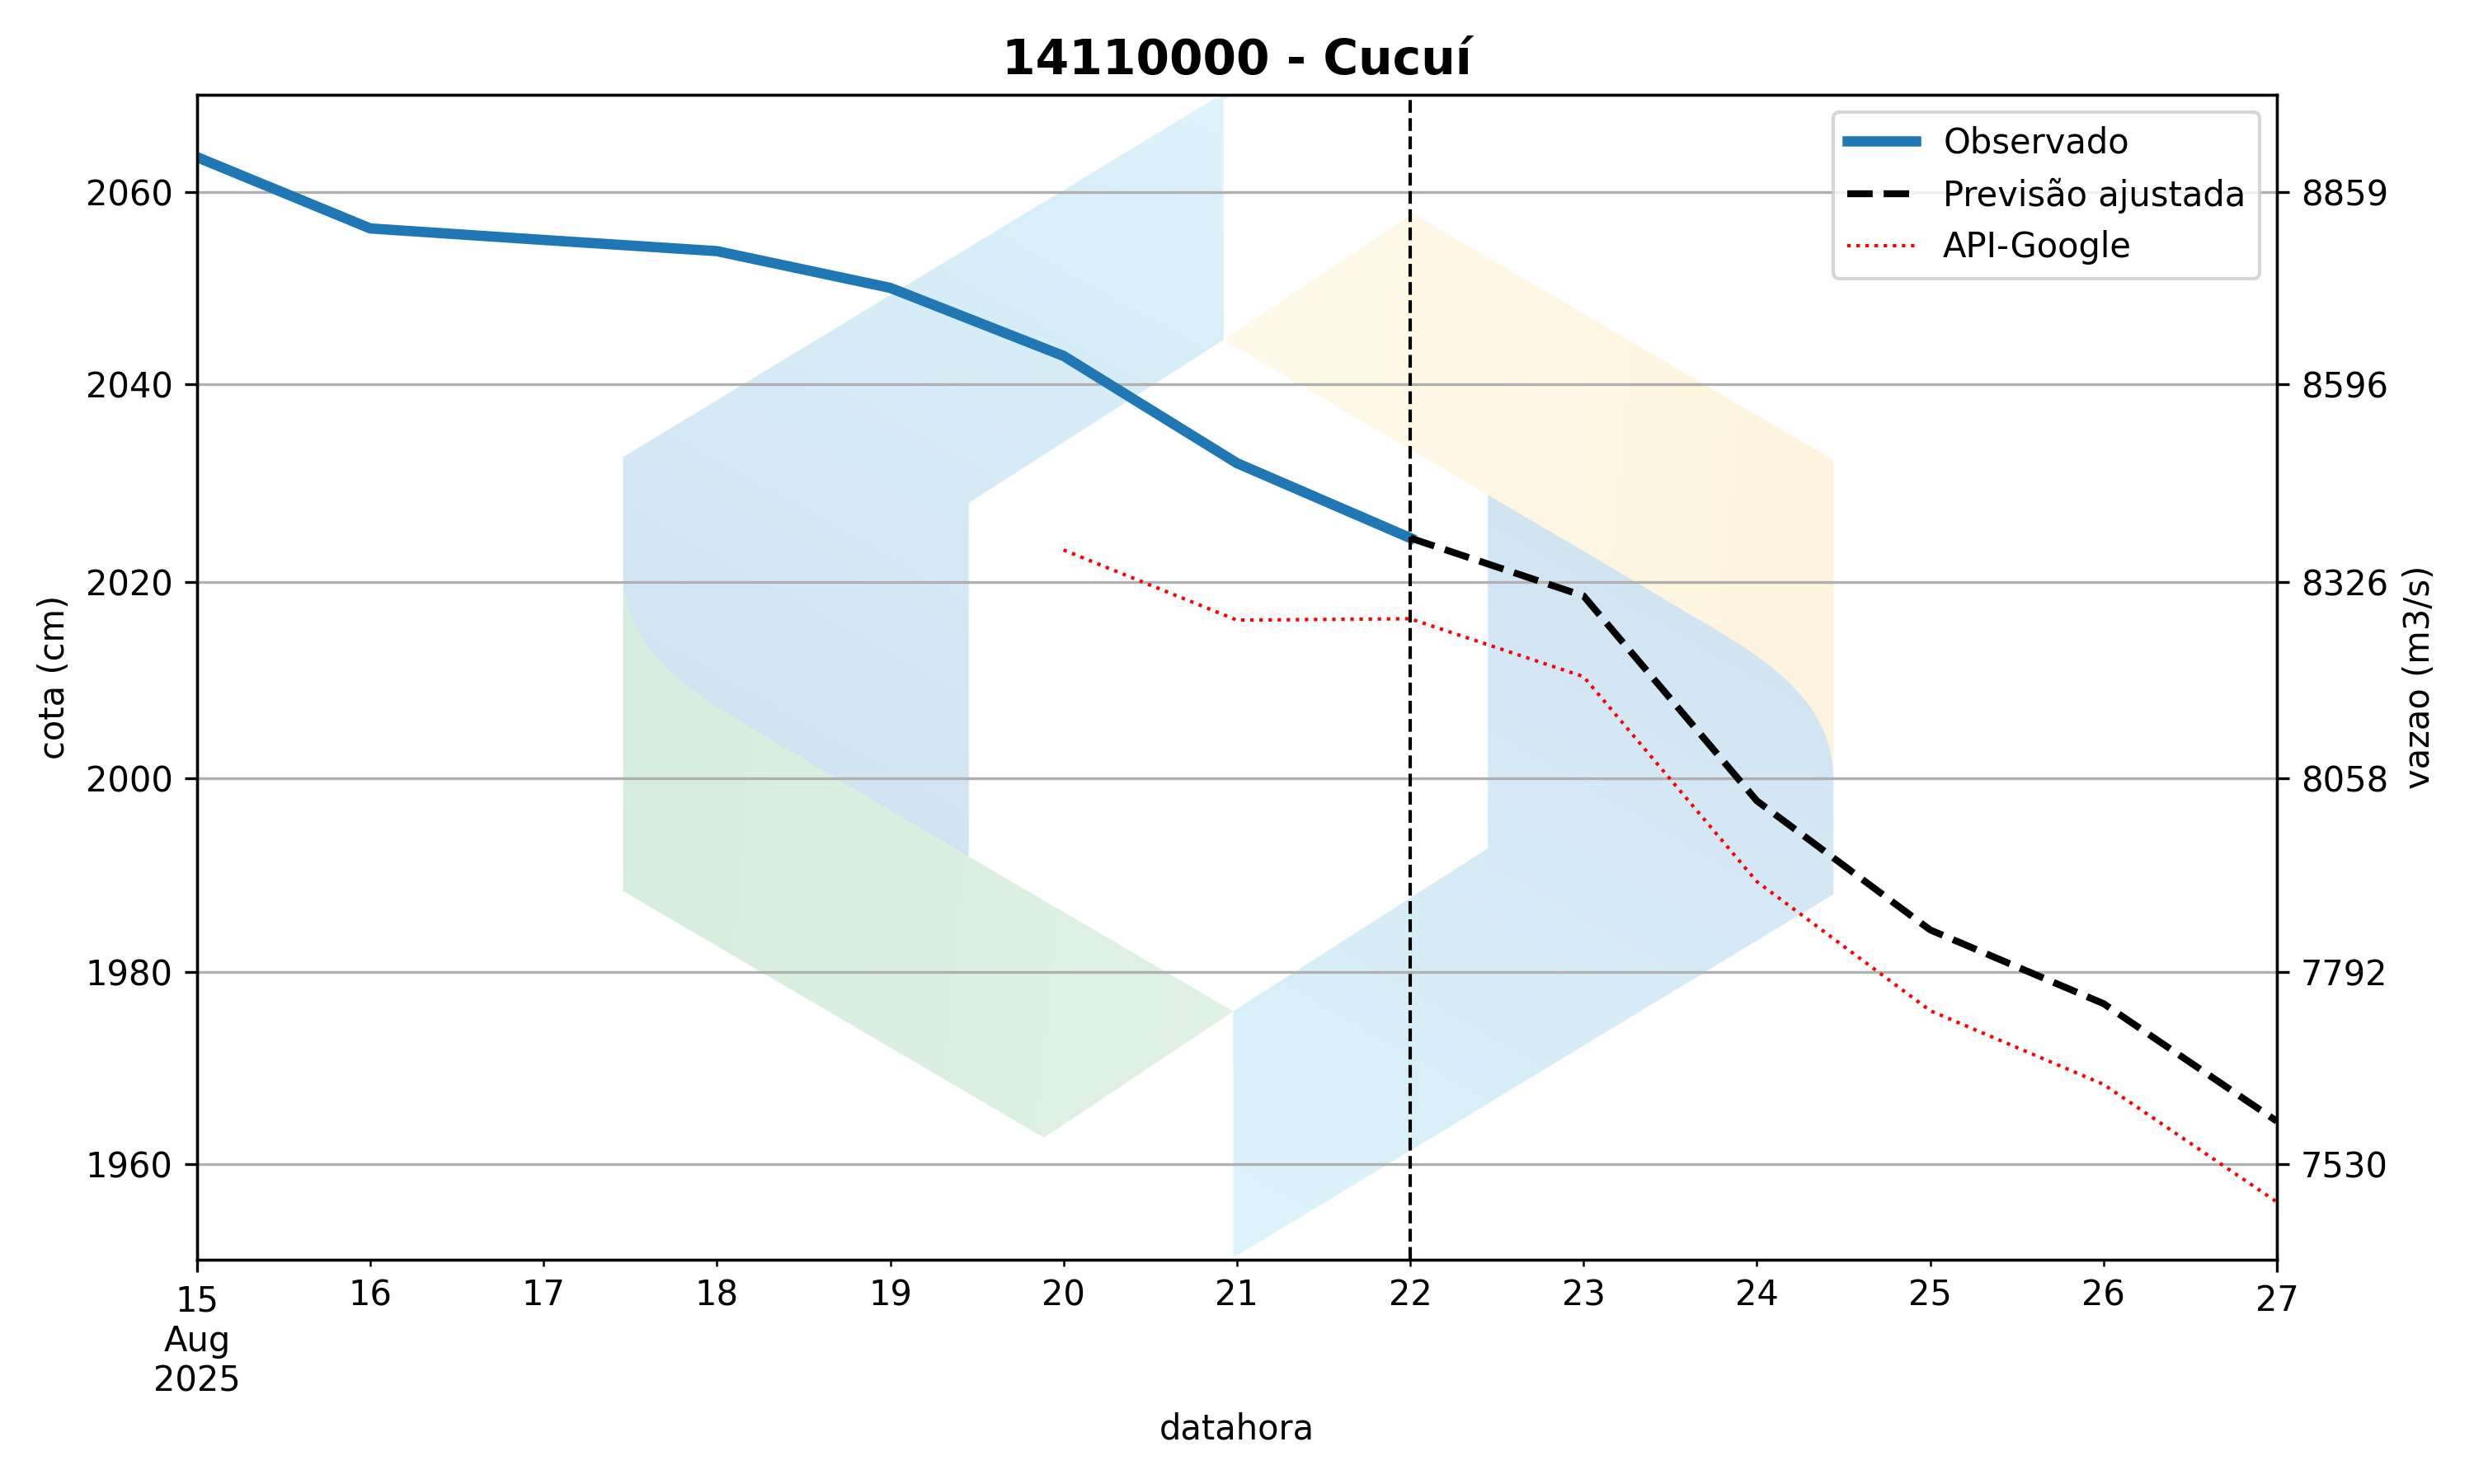 14110000 - Cucuí
Observado
Previsão ajustada
API-Google
2060
2040
2020
2000
1980
1960
cota (cm)
8859
8596
8326
8058
7792
7530
vazao (m3/s)
15 16 17 18 19 20 21 22 23 24 25 26 27
Aug
2025
datahora